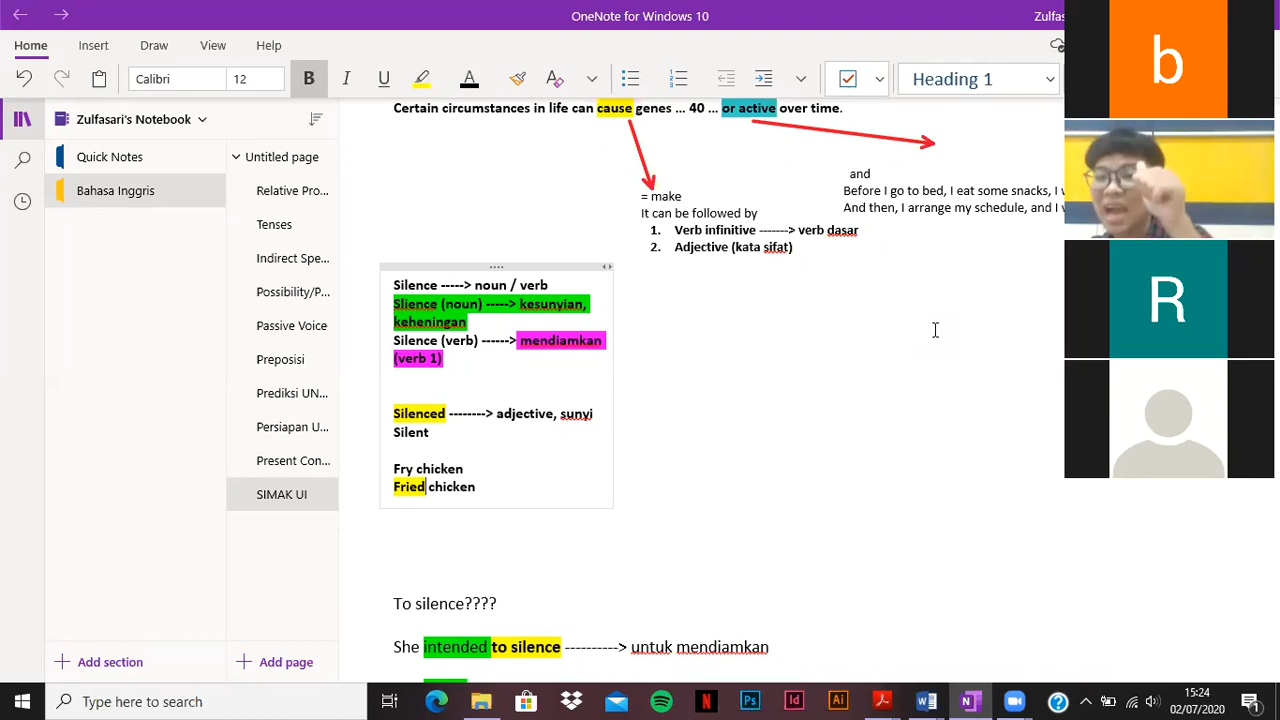 OneNote for Windows 10
Zulfasari
Home Insert Draw View Help
Calibri 12 B I U A A Heading 1
Zulfasari's Notebook
Quick Notes
Bahasa Inggris
Untitled page
Relative Pro...
Tenses
Indirect Spe...
Possibility/P...
Passive Voice
Preposisi
Prediksi UN...
Persiapan U...
Present Con...
SIMAK UI
Add section
Add page
Certain circumstances in life can cause genes ... 40 ... or active over time.
= make
It can be followed by
1. Verb infinitive -------> verb dasar
2. Adjective (kata sifat)
and
Before I go to bed, I eat some snacks, I
And then, I arrange my schedule, and I
Silence -----> noun / verb
Slience (noun) -----> kesunyian,
keheningan
Silence (verb) ------> mendiamkan
(verb 1)
Silenced --------> adjective, sunyi
Silent
Fry chicken
Fried chicken
To silence????
She intended to silence ----------> untuk mendiamkan
b
R
Type here to search
Ps Id Ai
15:24
02/07/2020
1